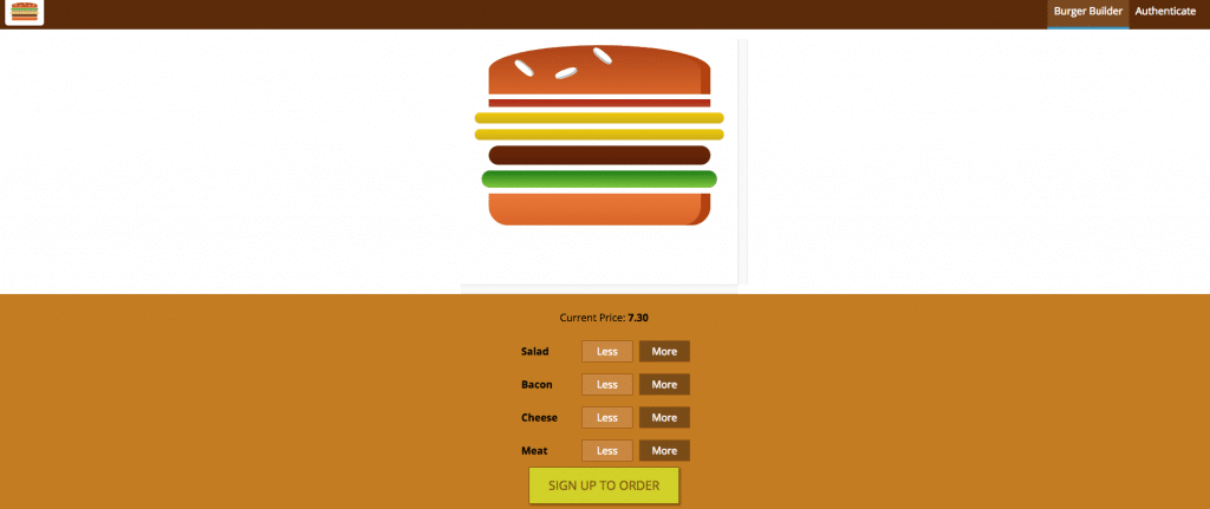 Burger Builder Authenticate
Current Price: 7.30
Salad Less More
Bacon Less More
Cheese Less More
Meat Less More
SIGN UP TO ORDER